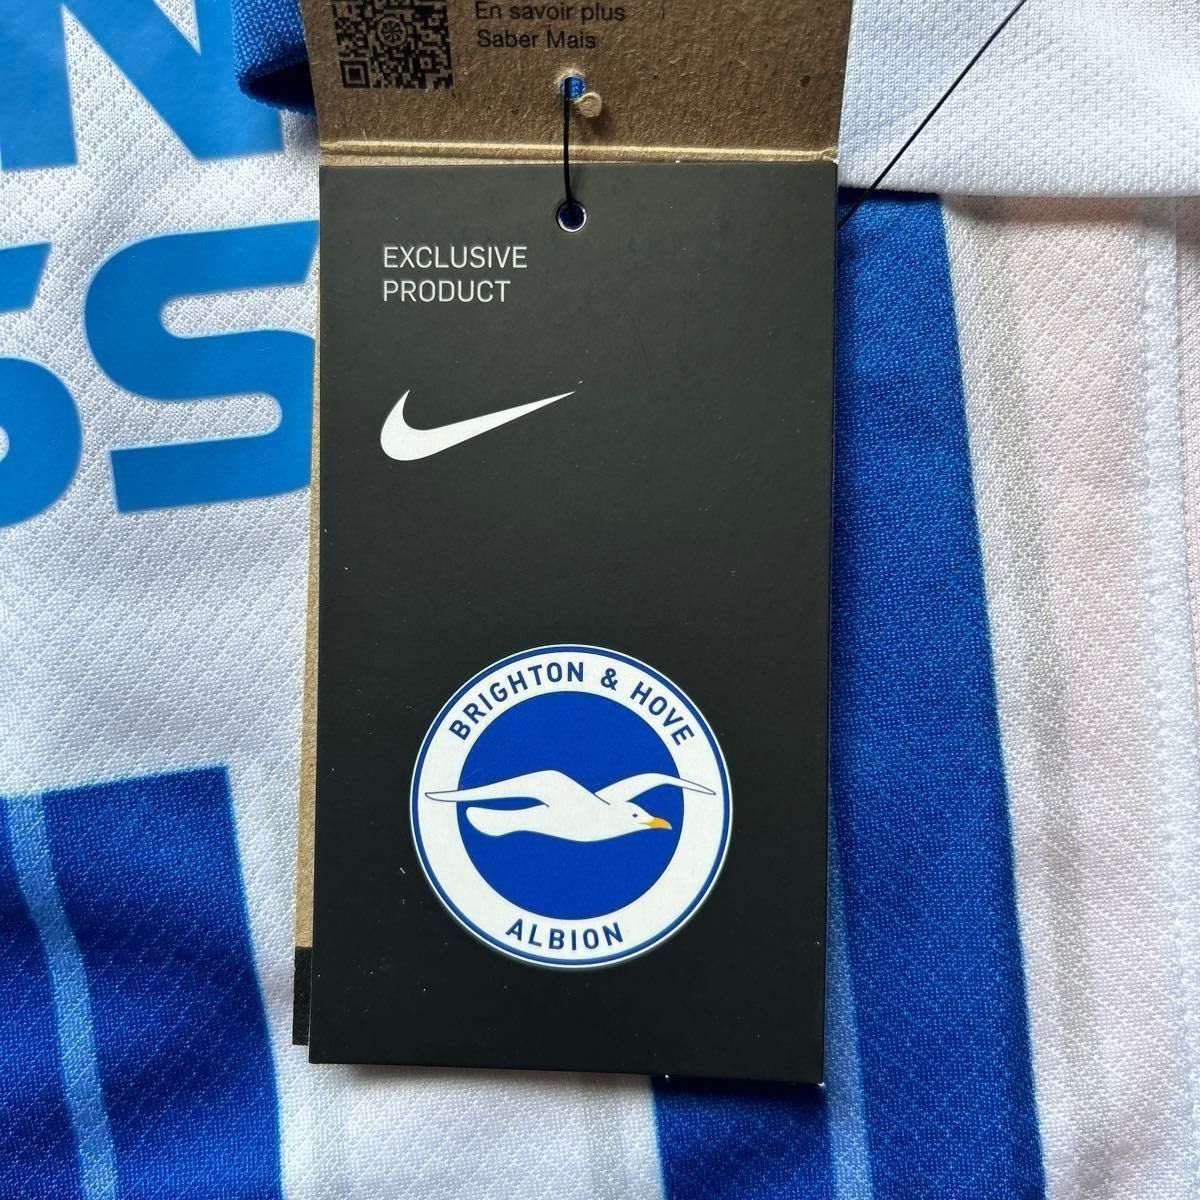 En savoir plus
Saber Mais
EXCLUSIVE
PRODUCT
BRIGHTON & HOVE
ALBION